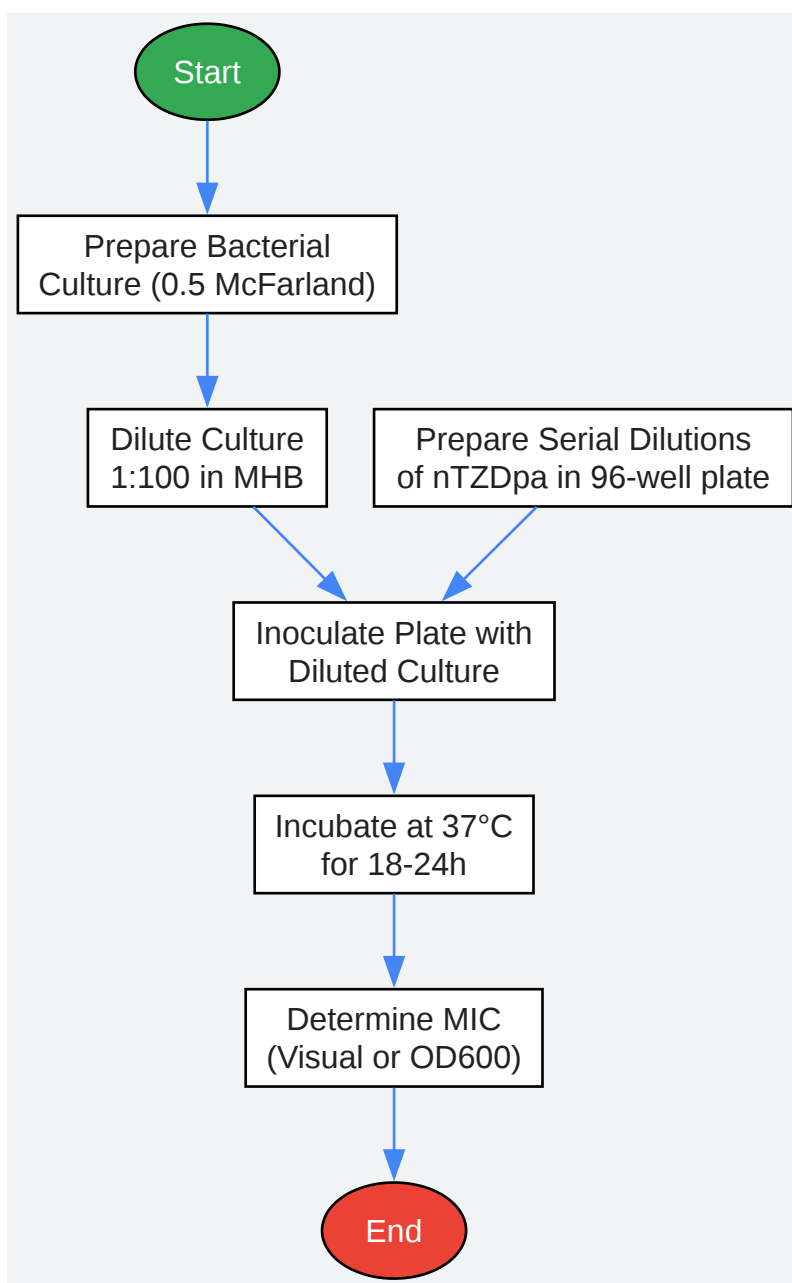 Start
Prepare Bacterial
Culture (0.5 McFarland)
Dilute Culture
1:100 in MHB
Prepare Serial Dilutions
of nTZDpa in 96-well plate
Inoculate Plate with
Diluted Culture
Incubate at 37°C
for 18-24h
Determine MIC
(Visual or OD600)
End